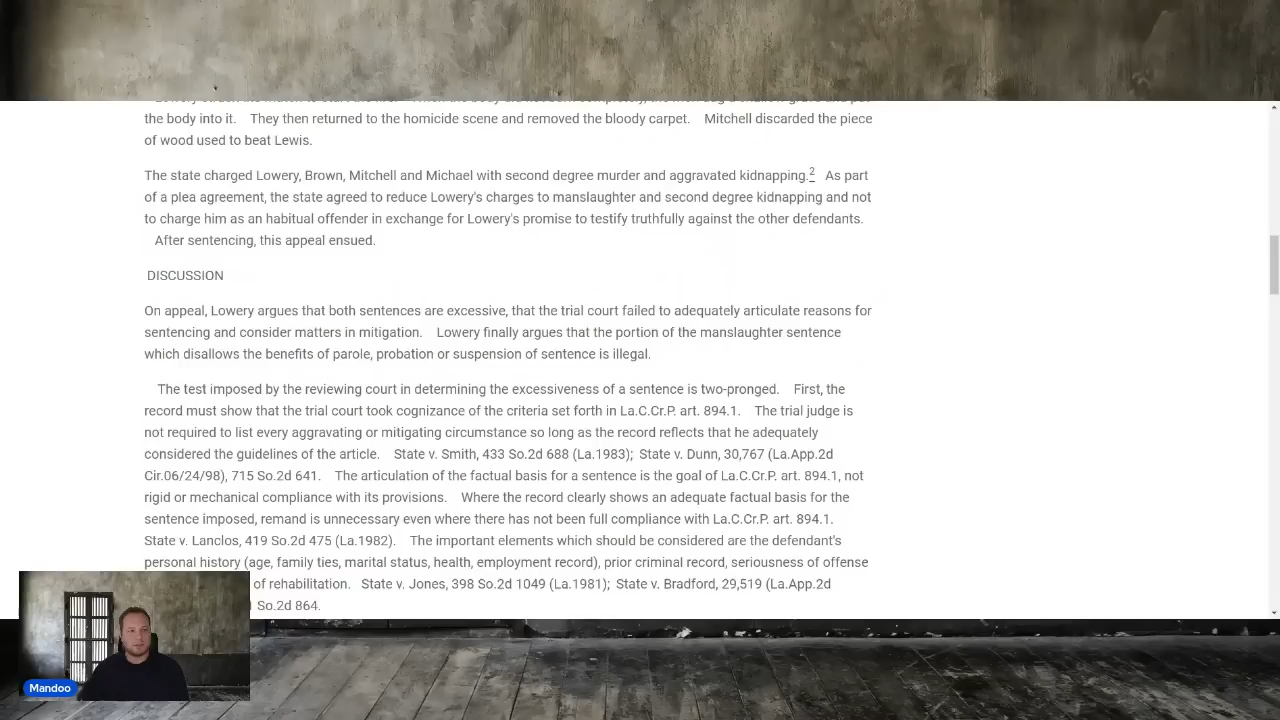 the body into it. They then returned to the homicide scene and removed the bloody carpet. Mitchell discarded the piece
of wood used to beat Lewis.
The state charged Lowery, Brown, Mitchell and Michael with second degree murder and aggravated kidnapping.2 As part
of a plea agreement, the state agreed to reduce Lowery's charges to manslaughter and second degree kidnapping and not
to charge him as an habitual offender in exchange for Lowery's promise to testify truthfully against the other defendants.
After sentencing, this appeal ensued.
DISCUSSION
On appeal, Lowery argues that both sentences are excessive, that the trial court failed to adequately articulate reasons for
sentencing and consider matters in mitigation. Lowery finally argues that the portion of the manslaughter sentence
which disallows the benefits of parole, probation or suspension of sentence is illegal.
The test imposed by the reviewing court in determining the excessiveness of a sentence is two-pronged. First, the
record must show that the trial court took cognizance of the criteria set forth in La.C.Cr.P. art. 894.1. The trial judge is
not required to list every aggravating or mitigating circumstance so long as the record reflects that he adequately
considered the guidelines of the article. State v. Smith, 433 So.2d 688 (La.1983); State v. Dunn, 30,767 (La.App.2d
Cir.06/24/98), 715 So.2d 641. The articulation of the factual basis for a sentence is the goal of La.C.Cr.P. art. 894.1, not
rigid or mechanical compliance with its provisions. Where the record clearly shows an adequate factual basis for the
sentence imposed, remand is unnecessary even where there has not been full compliance with La.C.Cr.P. art. 894.1.
State v. Lanclos, 419 So.2d 475 (La.1982). The important elements which should be considered are the defendant's
personal history (age, family ties, marital status, health, employment record), prior criminal record, seriousness of offense
of rehabilitation. State v. Jones, 398 So.2d 1049 (La.1981); State v. Bradford, 29,519 (La.App.2d
So.2d 864.
Mandoo